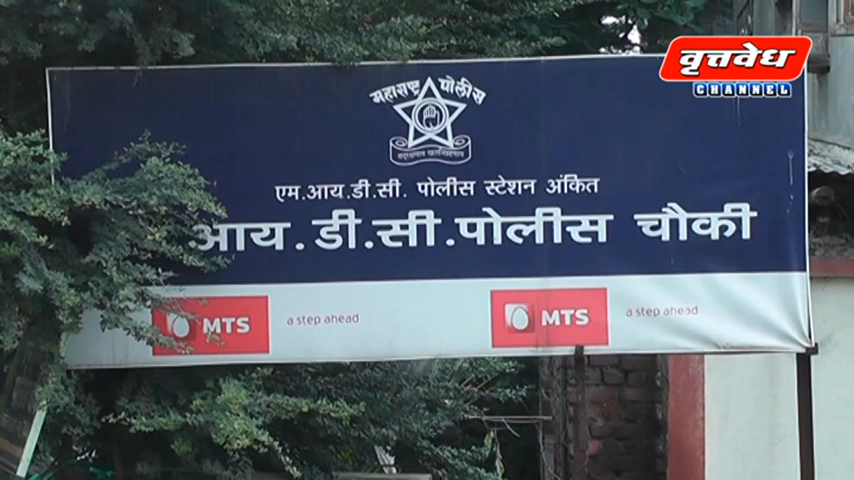 वृत्तवेध
CHANNEL
महाराष्ट्र पोलीस
एम.आय.डी.सी. पोलीस स्टेशन अंकित
आय.डी.सी.पोलीस चौकी
MTS a step ahead MTS a step ahead